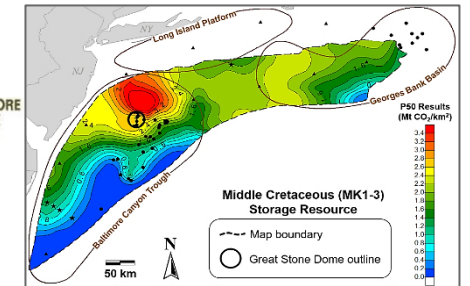 NY
Long Island Platform
NJ
ORE
Georges Bank Basin
P50 Results
(Mt CO₂/km²)
3.6
3.4
3.2
3.0
2.8
2.6
2.4
2.2
2.0
1.8
1.6
1.4
1.2
1.0
0.8
0.6
0.4
0.2
0.0
Baltimore Canyon Trough
Middle Cretaceous (MK1-3)
Storage Resource
Map boundary
Great Stone Dome outline
N
50 km